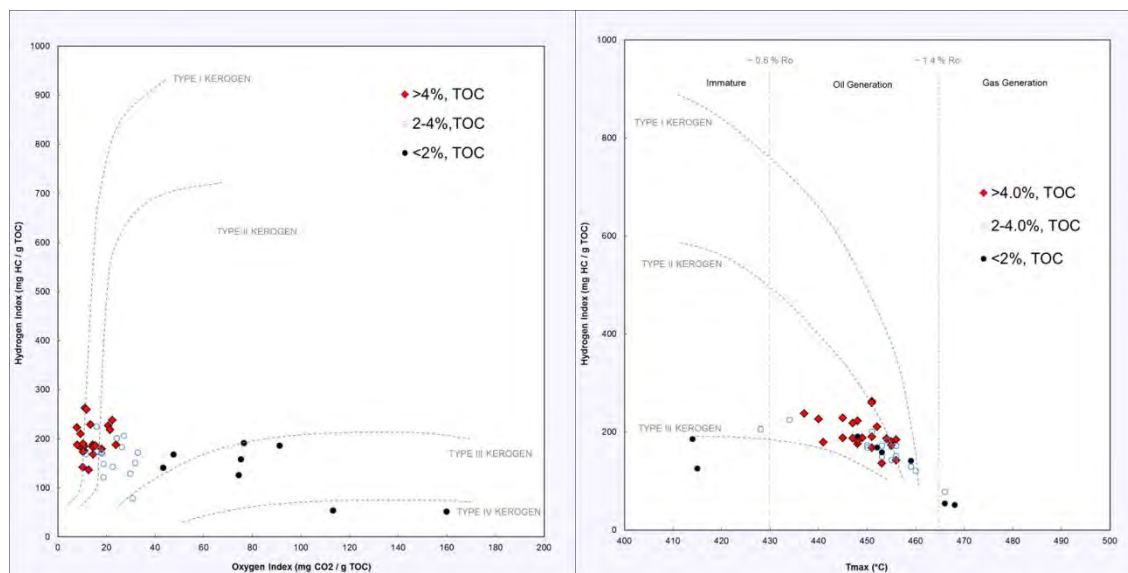 1000
900
800
700
600
500
400
300
200
100
0
Hydrogen Index (mg HC / g TOC)
TYPE I KEROGEN
TYPE II KEROGEN
TYPE III KEROGEN
TYPE IV KEROGEN
>4%, TOC
2-4%,TOC
<2%, TOC
0 20 40 60 80 100 120 140 160 180 200
Oxygen Index (mg CO2 / g TOC)
1000
800
600
400
200
0
Hydrogen Index (mg HC / g TOC)
~ 0.6 % Ro
~ 1.4 % Ro
Immature
Oil Generation
Gas Generation
TYPE I KEROGEN
TYPE II KEROGEN
TYPE III KEROGEN
>4.0%, TOC
2-4.0%, TOC
<2%, TOC
400 410 420 430 440 450 460 470 480 490 500
Tmax (°C)